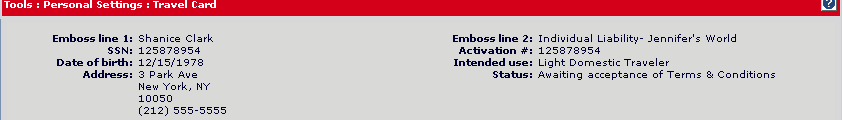 Tools : Personal Settings : Travel Card
?
Emboss line 1: Shanice Clark
SSN: 125878954
Date of birth: 12/15/1978
Address: 3 Park Ave
New York, NY
10050
(212) 555-5555
Emboss line 2: Individual Liability- Jennifer's World
Activation #: 125878954
Intended use: Light Domestic Traveler
Status: Awaiting acceptance of Terms & Conditions